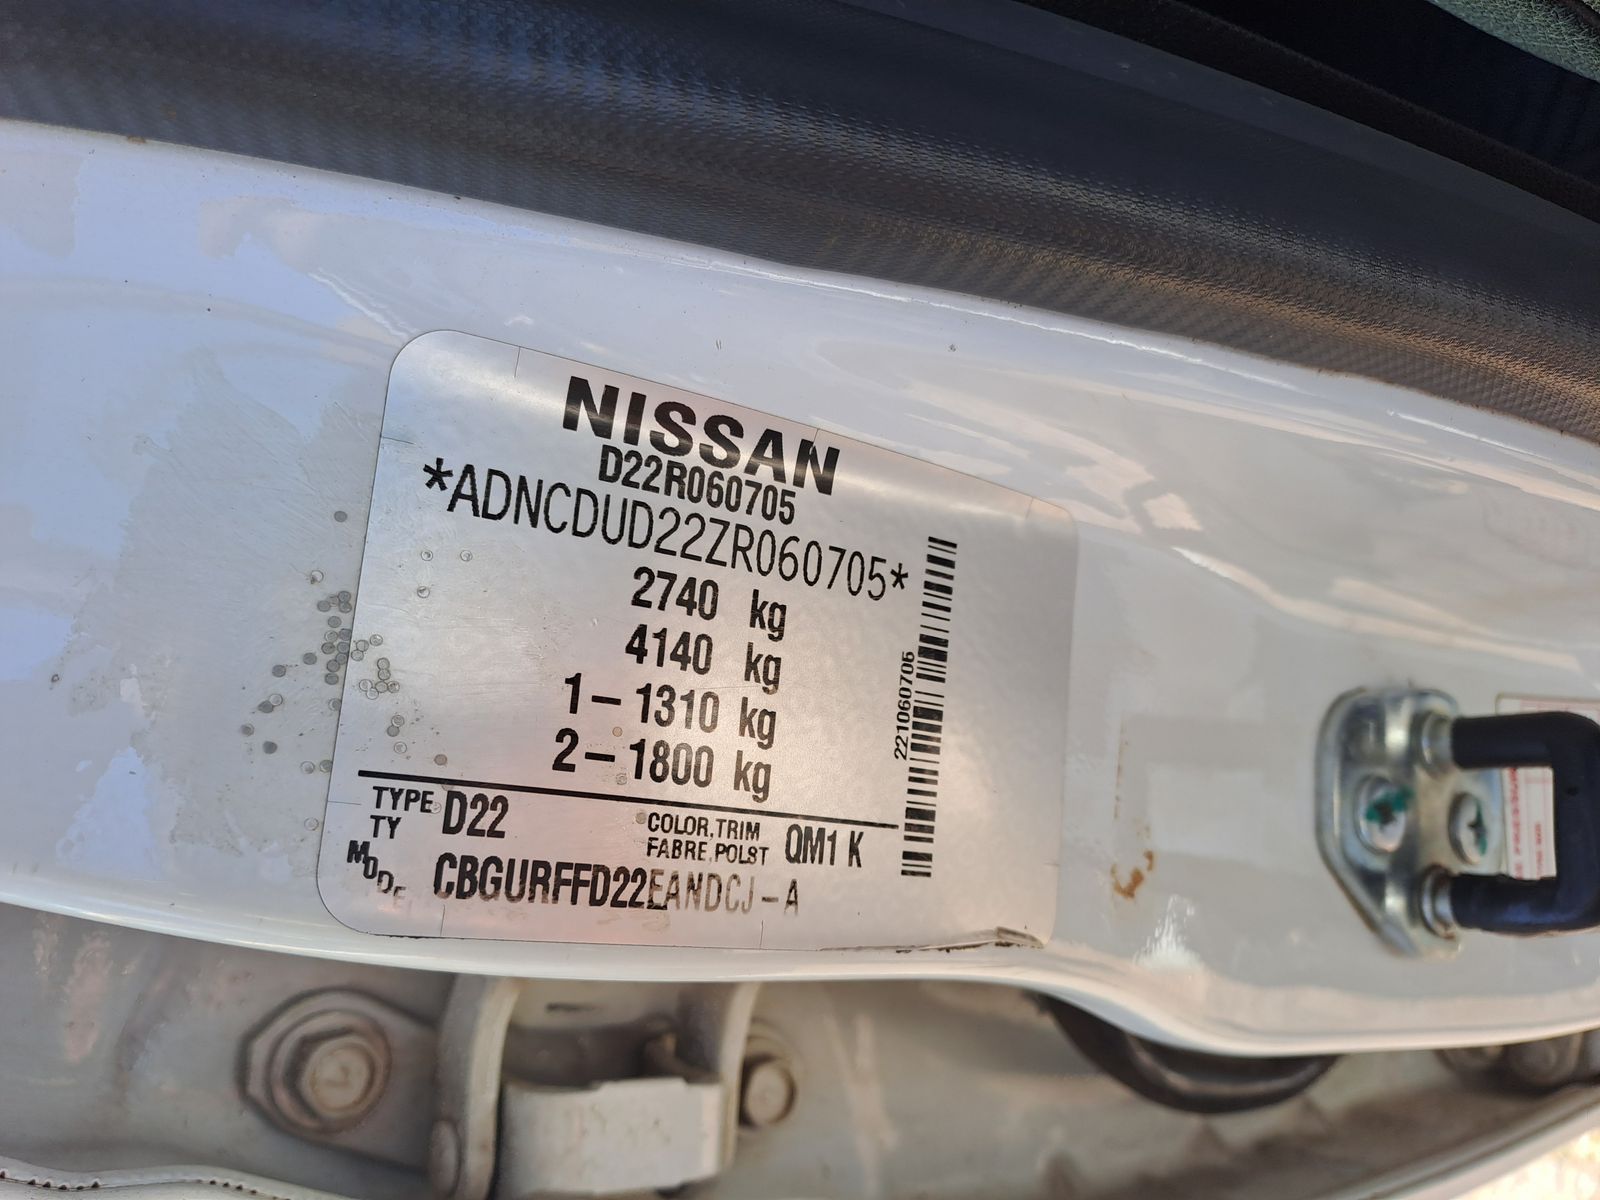 NISSAN
D22R060705
*ADNCDUD22ZR060705*
2740 kg
4140 kg
1-1310 kg
2-1800 kg
221060705
TYPE D22
TY
COLOR,TRIM QM1 K
FABRE,POLST
MODE CBGURFFD22EANDCJ-A